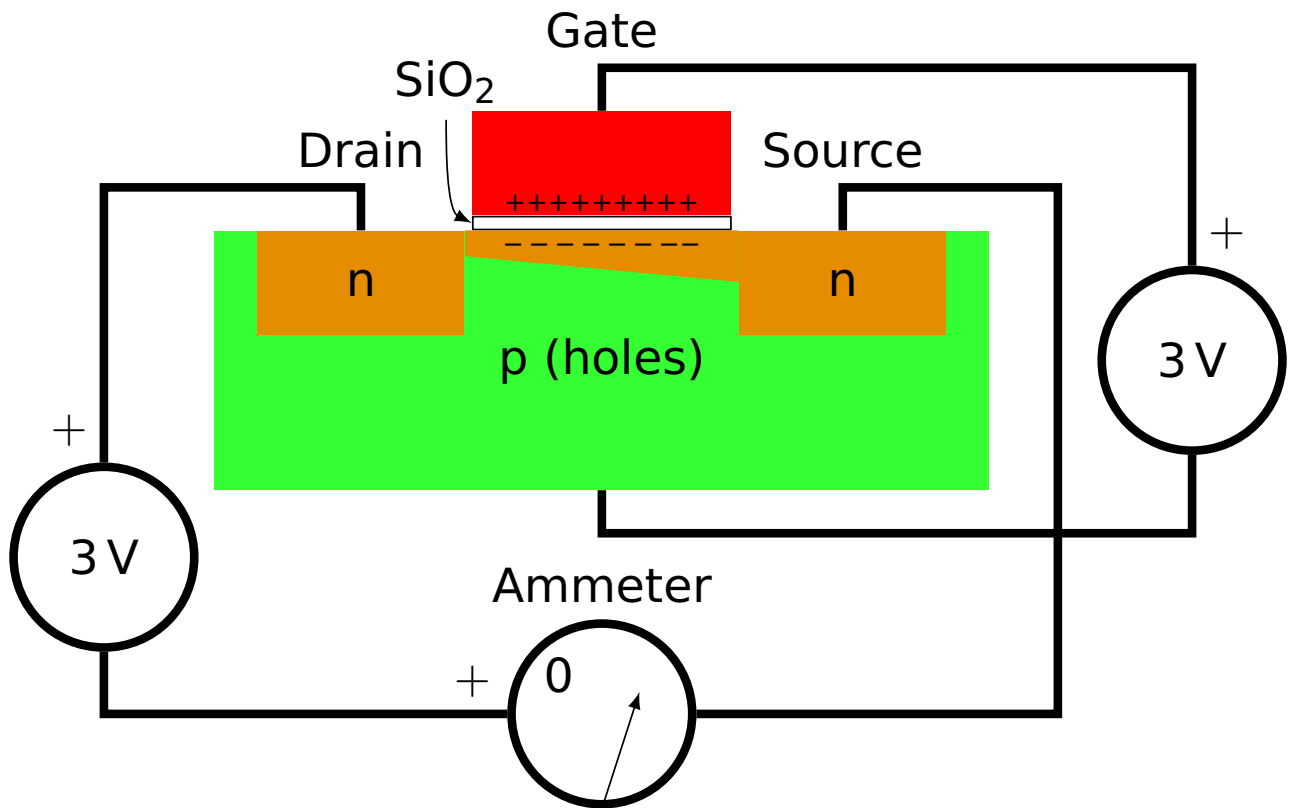 Gate
SiO₂
Drain
Source
+++++++++
− − − − − − − −
+
n
n
p (holes)
3 V
+
3 V
Ammeter
+
0